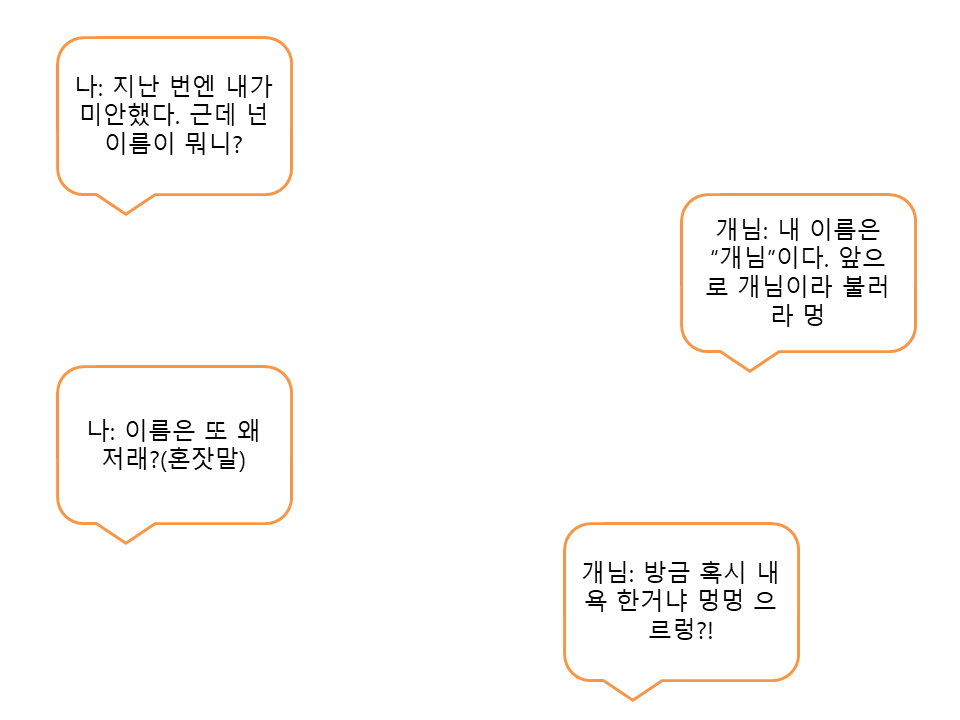 나: 지난 번엔 내가
미안했다. 근데 넌
이름이 뭐니?
개님: 내 이름은
“개님”이다. 앞으
로 개님이라 불러
라 멍
나: 이름은 또 왜
저래?(혼잣말)
개님: 방금 혹시 내
욕 한거냐 멍멍 으
르렁?!